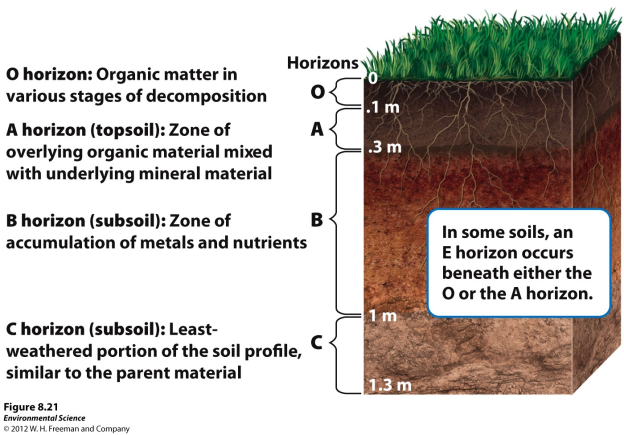 Horizons
O horizon: Organic matter in
various stages of decomposition
A horizon (topsoil): Zone of
overlying organic material mixed
with underlying mineral material
B horizon (subsoil): Zone of
accumulation of metals and nutrients
C horizon (subsoil): Least-
weathered portion of the soil profile,
similar to the parent material
O
A
B
C
0
.1 m
.3 m
1 m
1.3 m
In some soils, an
E horizon occurs
beneath either the
O or the A horizon.
Figure 8.21
Environmental Science
© 2012 W. H. Freeman and Company